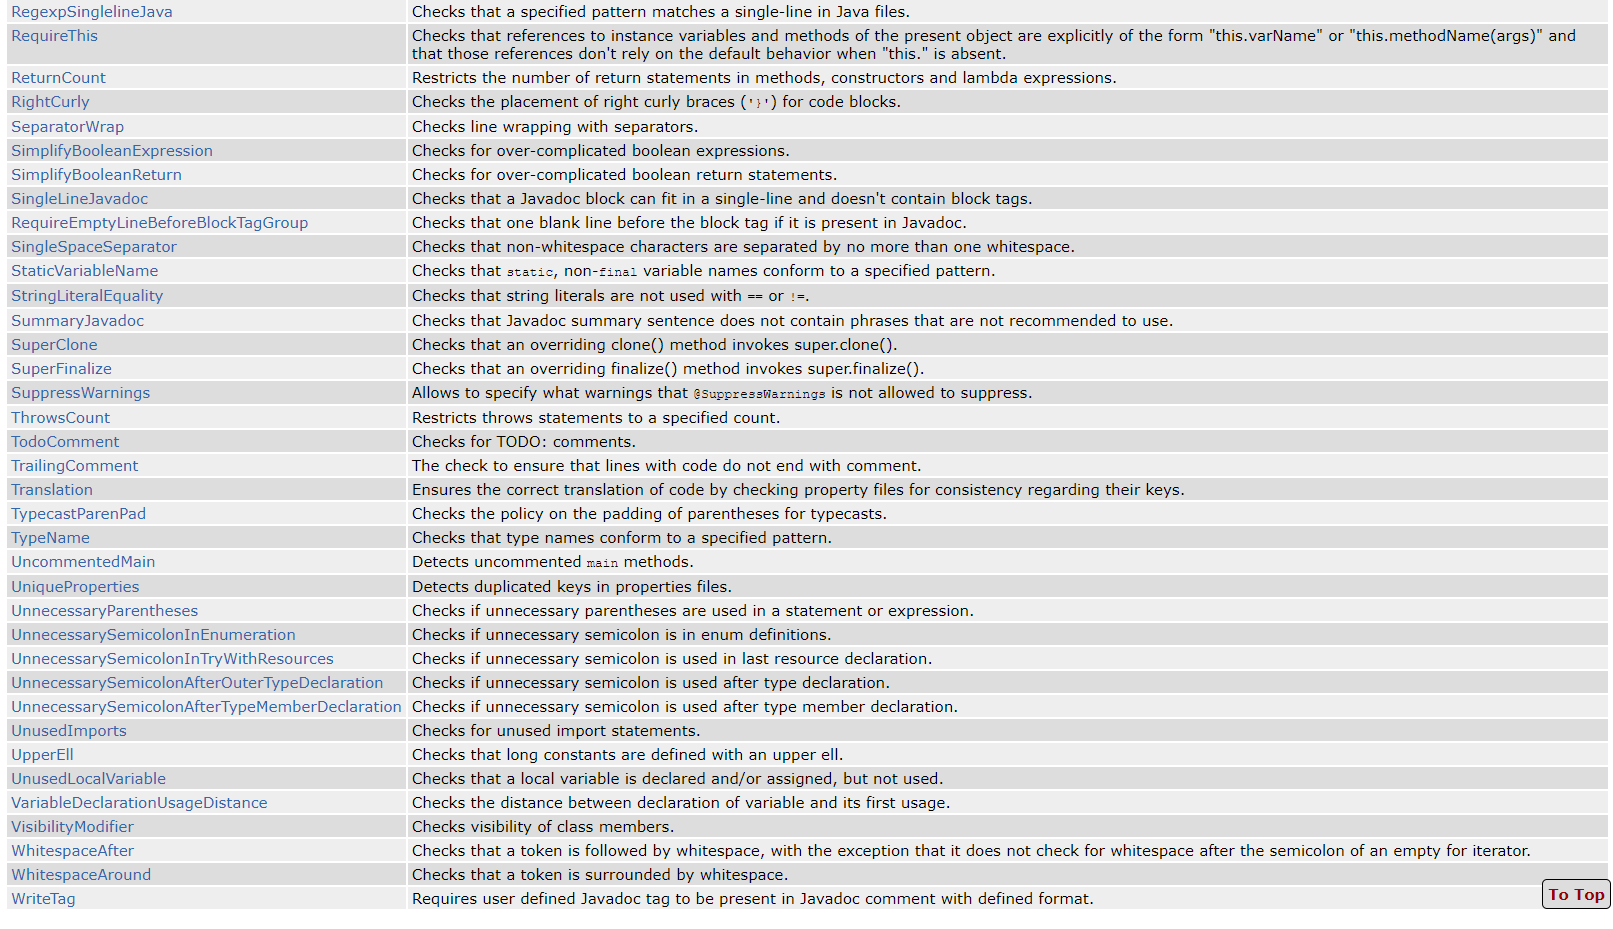 RegexpSinglelineJava Checks that a specified pattern matches a single-line in Java files.
RequireThis Checks that references to instance variables and methods of the present object are explicitly of the form "this.varName" or "this.methodName(args)" and
that those references don't rely on the default behavior when "this." is absent.
ReturnCount Restricts the number of return statements in methods, constructors and lambda expressions.
RightCurly Checks the placement of right curly braces ('}') for code blocks.
SeparatorWrap Checks line wrapping with separators.
SimplifyBooleanExpression Checks for over-complicated boolean expressions.
SimplifyBooleanReturn Checks for over-complicated boolean return statements.
SingleLineJavadoc Checks that a Javadoc block can fit in a single-line and doesn't contain block tags.
RequireEmptyLineBeforeBlockTagGroup Checks that one blank line before the block tag if it is present in Javadoc.
SingleSpaceSeparator Checks that non-whitespace characters are separated by no more than one whitespace.
StaticVariableName Checks that static, non-final variable names conform to a specified pattern.
StringLiteralEquality Checks that string literals are not used with == or !=.
SummaryJavadoc Checks that Javadoc summary sentence does not contain phrases that are not recommended to use.
SuperClone Checks that an overriding clone() method invokes super.clone().
SuperFinalize Checks that an overriding finalize() method invokes super.finalize().
SuppressWarnings Allows to specify what warnings that @SuppressWarnings is not allowed to suppress.
ThrowsCount Restricts throws statements to a specified count.
TodoComment Checks for TODO: comments.
TrailingComment The check to ensure that lines with code do not end with comment.
Translation Ensures the correct translation of code by checking property files for consistency regarding their keys.
TypecastParenPad Checks the policy on the padding of parentheses for typecasts.
TypeName Checks that type names conform to a specified pattern.
UncommentedMain Detects uncommented main methods.
UniqueProperties Detects duplicated keys in properties files.
UnnecessaryParentheses Checks if unnecessary parentheses are used in a statement or expression.
UnnecessarySemicolonInEnumeration Checks if unnecessary semicolon is in enum definitions.
UnnecessarySemicolonInTryWithResources Checks if unnecessary semicolon is used in last resource declaration.
UnnecessarySemicolonAfterOuterTypeDeclaration Checks if unnecessary semicolon is used after type declaration.
UnnecessarySemicolonAfterTypeMemberDeclaration Checks if unnecessary semicolon is used after type member declaration.
UnusedImports Checks for unused import statements.
UpperEll Checks that long constants are defined with an upper ell.
UnusedLocalVariable Checks that a local variable is declared and/or assigned, but not used.
VariableDeclarationUsageDistance Checks the distance between declaration of variable and its first usage.
VisibilityModifier Checks visibility of class members.
WhitespaceAfter Checks that a token is followed by whitespace, with the exception that it does not check for whitespace after the semicolon of an empty for iterator.
WhitespaceAround Checks that a token is surrounded by whitespace.
WriteTag Requires user defined Javadoc tag to be present in Javadoc comment with defined format.
To Top